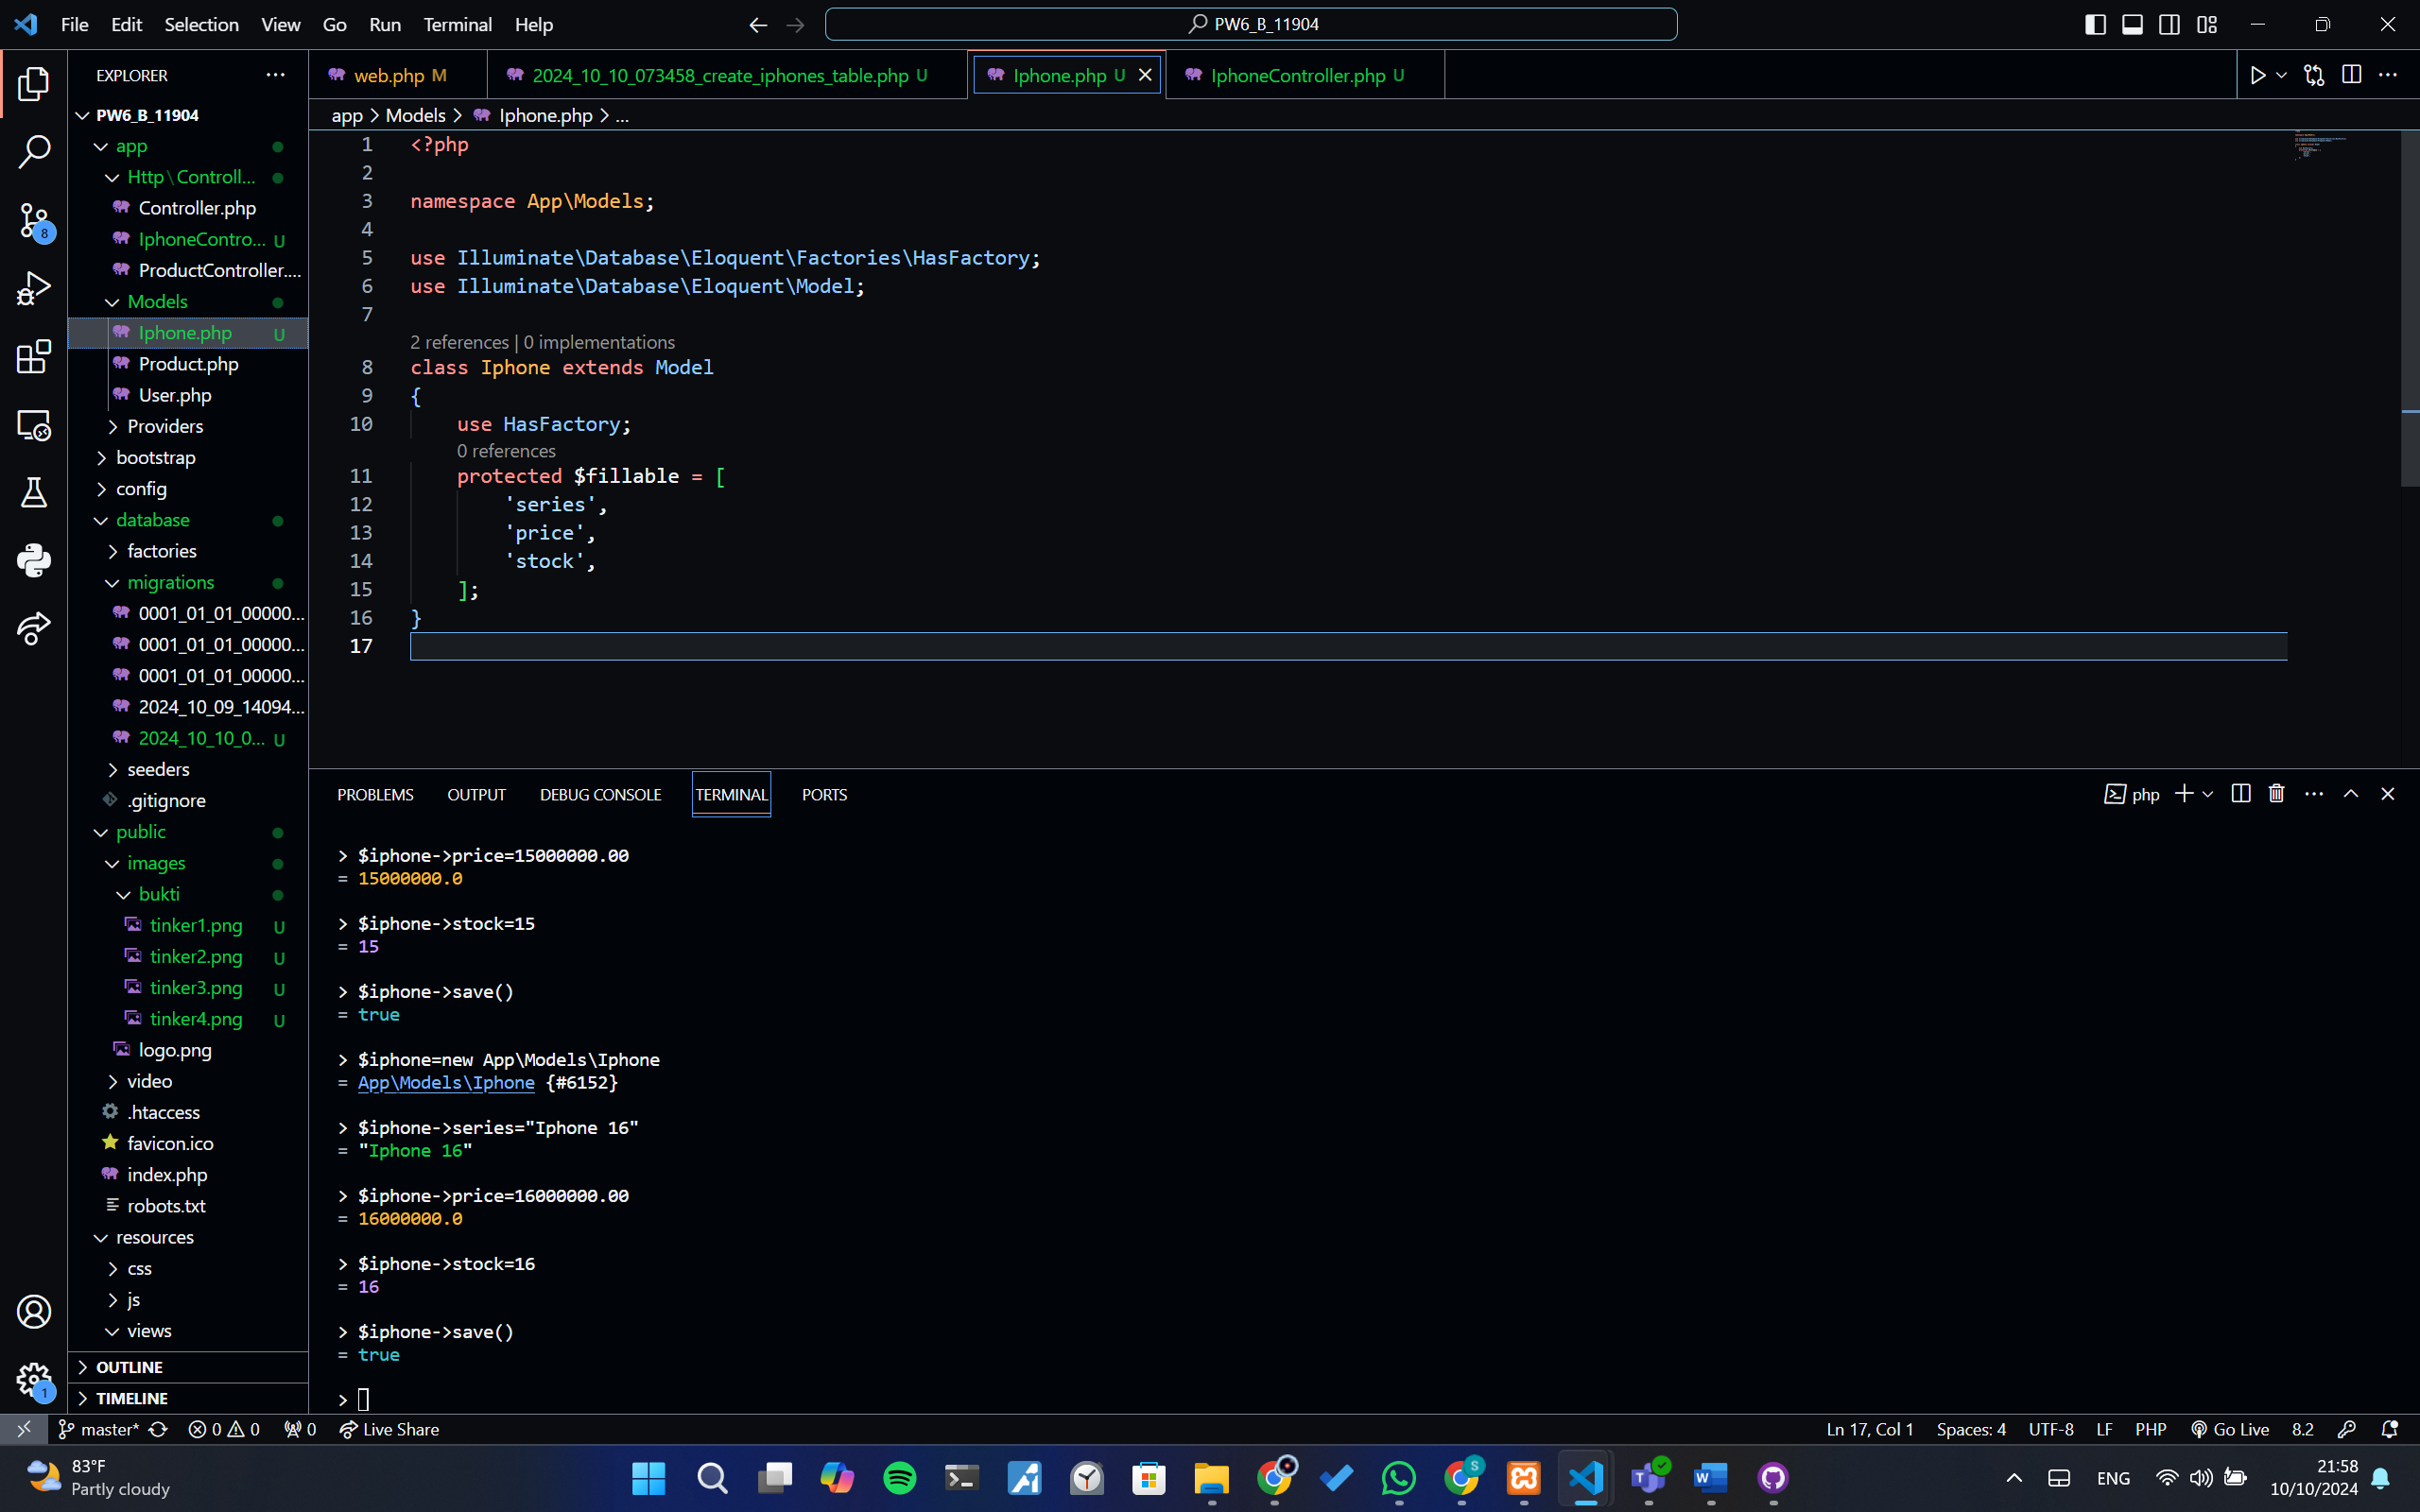 File Edit Selection View Go Run Terminal Help
PW6_B_11904
EXPLORER
PW6_B_11904
app
Http\Controll...
Controller.php
IphoneContro... U
ProductController....
Models
Iphone.php U
Product.php
User.php
Providers
bootstrap
config
database
factories
migrations
0001_01_01_00000...
0001_01_01_00000...
0001_01_01_00000...
2024_10_09_14094...
2024_10_10_0... U
seeders
.gitignore
public
images
bukti
tinker1.png U
tinker2.png U
tinker3.png U
tinker4.png U
logo.png
video
.htaccess
favicon.ico
index.php
robots.txt
resources
css
js
views
OUTLINE
TIMELINE
8
1
web.php M 2024_10_10_073458_create_iphones_table.php U Iphone.php U IphoneController.php U
app > Models > Iphone.php > ...
1 <?php
2
3 namespace App\Models;
4
5 use Illuminate\Database\Eloquent\Factories\HasFactory;
6 use Illuminate\Database\Eloquent\Model;
7
2 references | 0 implementations
8 class Iphone extends Model
9 {
10 use HasFactory;
0 references
11 protected $fillable = [
12 'series',
13 'price',
14 'stock',
15 ];
16 }
17
PROBLEMS OUTPUT DEBUG CONSOLE TERMINAL PORTS
php
> $iphone->price=15000000.00
= 15000000.0
> $iphone->stock=15
= 15
> $iphone->save()
= true
> $iphone=new App\Models\Iphone
= App\Models\Iphone {#6152}
> $iphone->series="Iphone 16"
= "Iphone 16"
> $iphone->price=16000000.00
= 16000000.0
> $iphone->stock=16
= 16
> $iphone->save()
= true
>
master* 0 0 0 Live Share
Ln 17, Col 1 Spaces: 4 UTF-8 LF PHP Go Live 8.2
83°F
Partly cloudy
S
ENG
21:58
10/10/2024